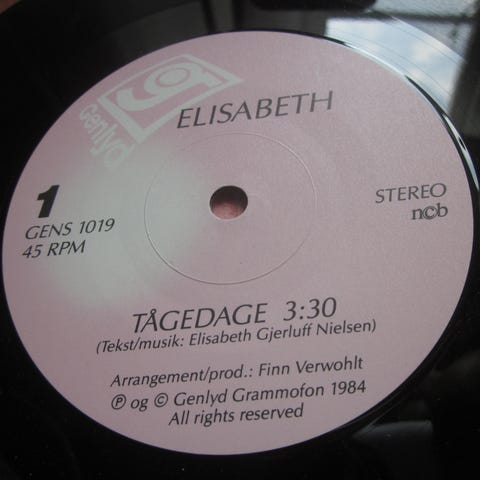 genlyd
ELISABETH
1
GENS 1019
45 RPM
STEREO
n©b
TÅGEDAGE 3:30
(Tekst/musik: Elisabeth Gjerluff Nielsen)
Arrangement/prod.: Finn Verwohlt
℗ og © Genlyd Grammofon 1984
All rights reserved